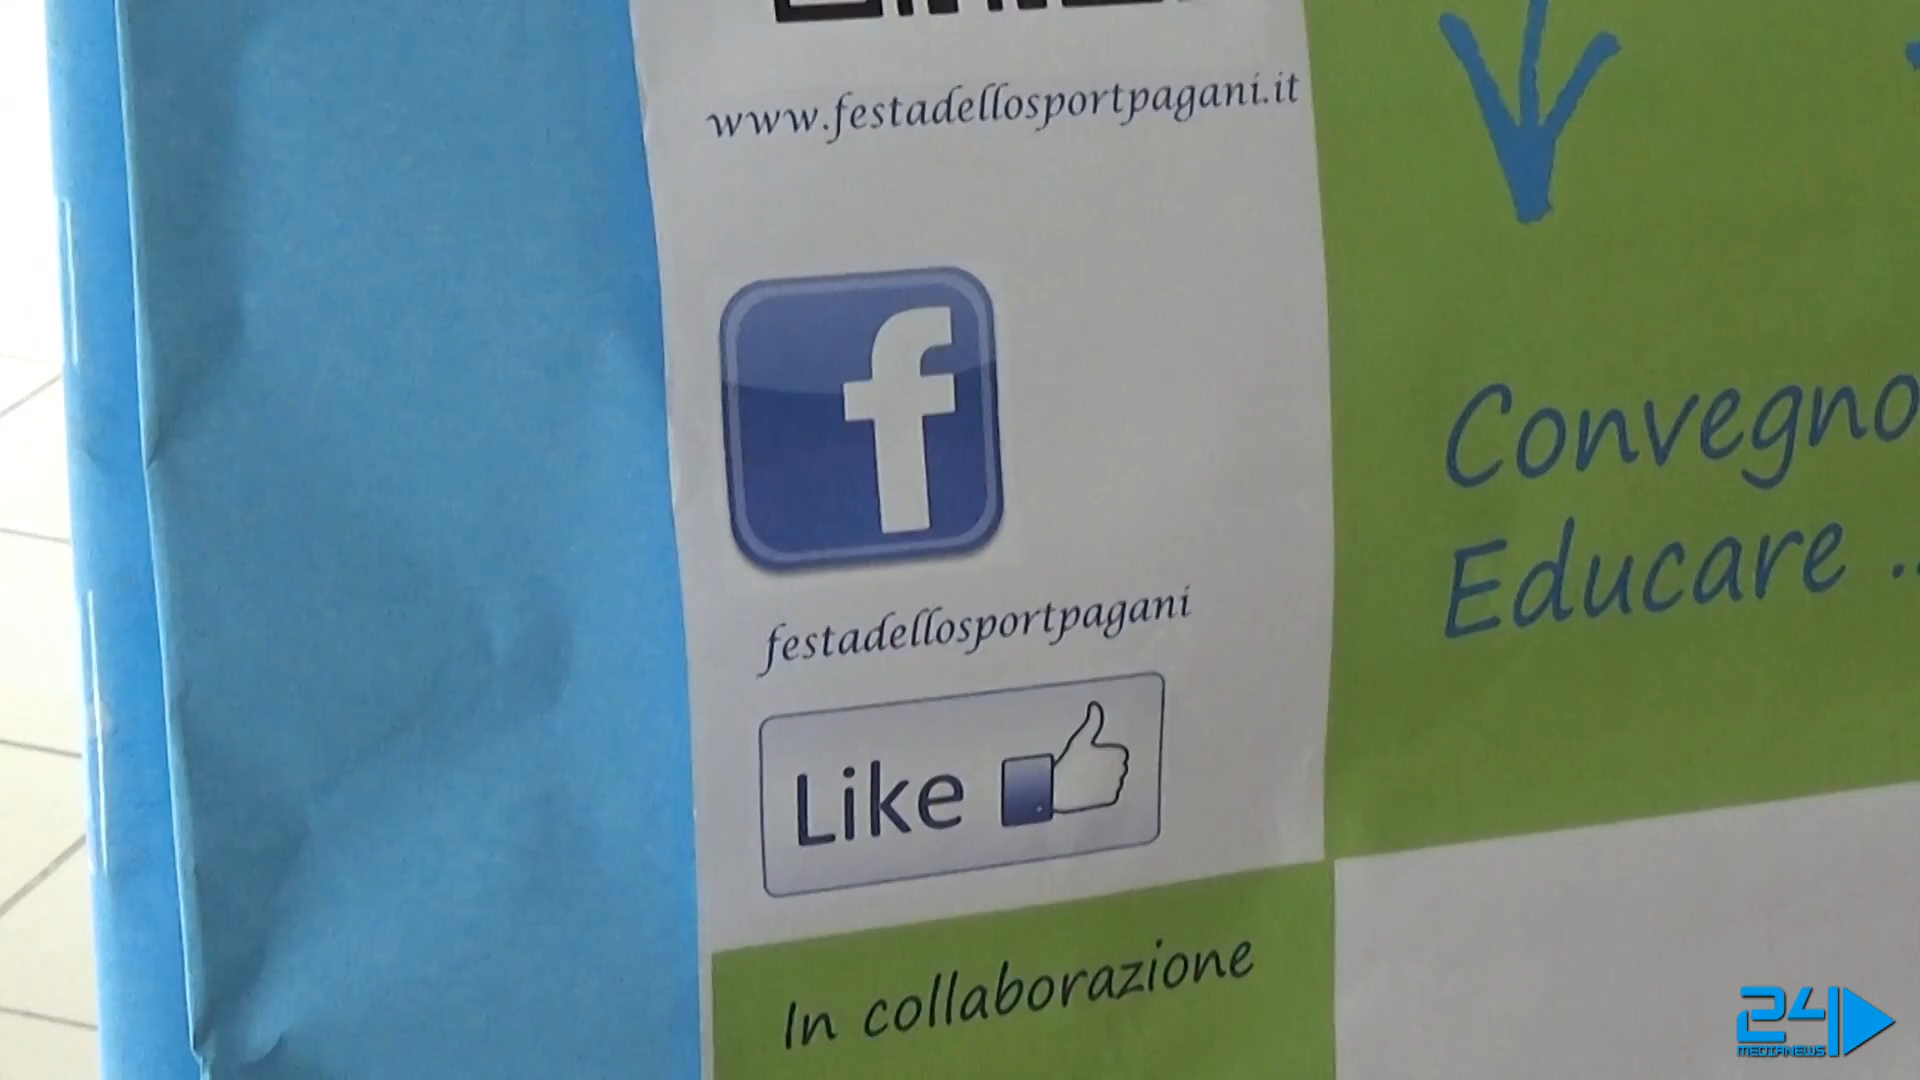 www.festadellosportpagani.it
f
festadellosportpagani
Like
In collaborazione
Convegno
Educare ..
24
MEDIANEWS